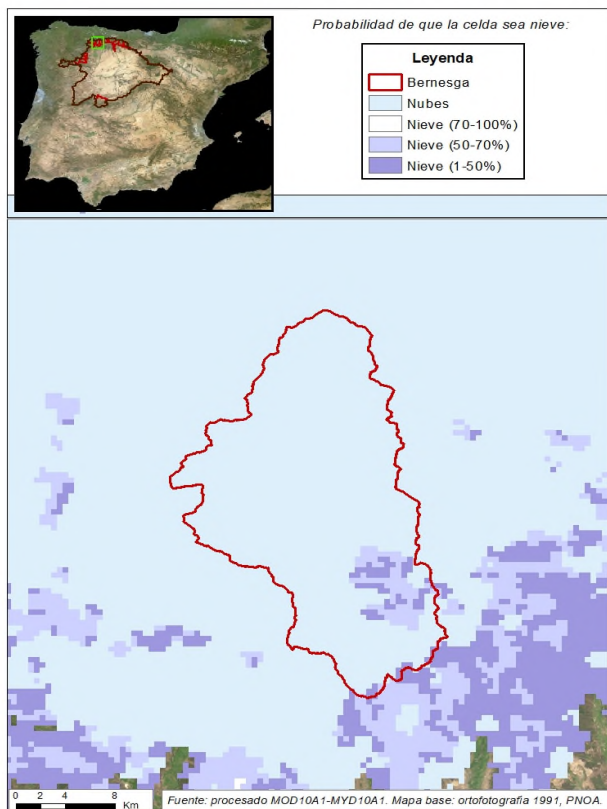 Probabilidad de que la celda sea nieve:
Leyenda
Bernesga
Nubes
Nieve (70-100%)
Nieve (50-70%)
Nieve (1-50%)
0 2 4 8
Km
Fuente: procesado MOD10A1-MYD10A1. Mapa base: ortofotografía 1991, PNOA